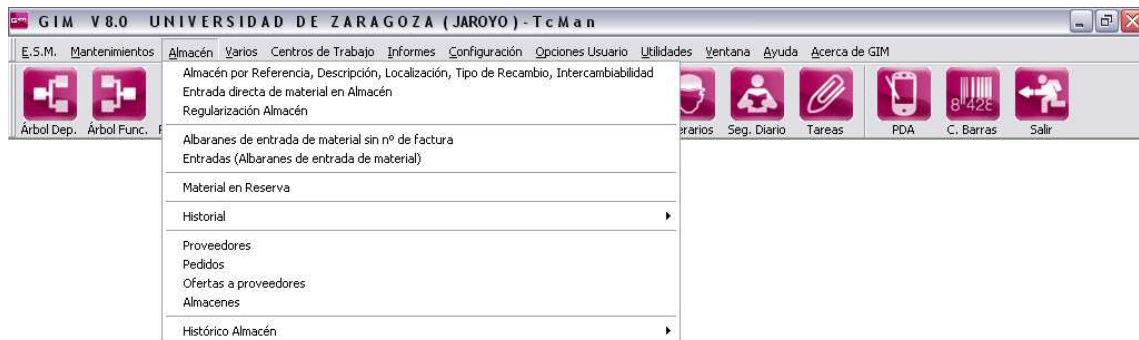 GIM V8.0 UNIVERSIDAD DE ZARAGOZA (JAROYO)-TcMan
E.S.M. Mantenimientos Almacén Varios Centros de Trabajo Informes Configuración Opciones Usuario Utilidades Ventana Ayuda Acerca de GIM
Almacén por Referencia, Descripción, Localización, Tipo de Recambio, Intercambiabilidad
Entrada directa de material en Almacén
Regularización Almacén
Albaranes de entrada de material sin nº de factura
Entradas (Albaranes de entrada de material)
Material en Reserva
Historial
Proveedores
Pedidos
Ofertas a proveedores
Almacenes
Histórico Almacén
Árbol Dep. Árbol Func. Seg. Diario Tareas PDA C. Barras Salir